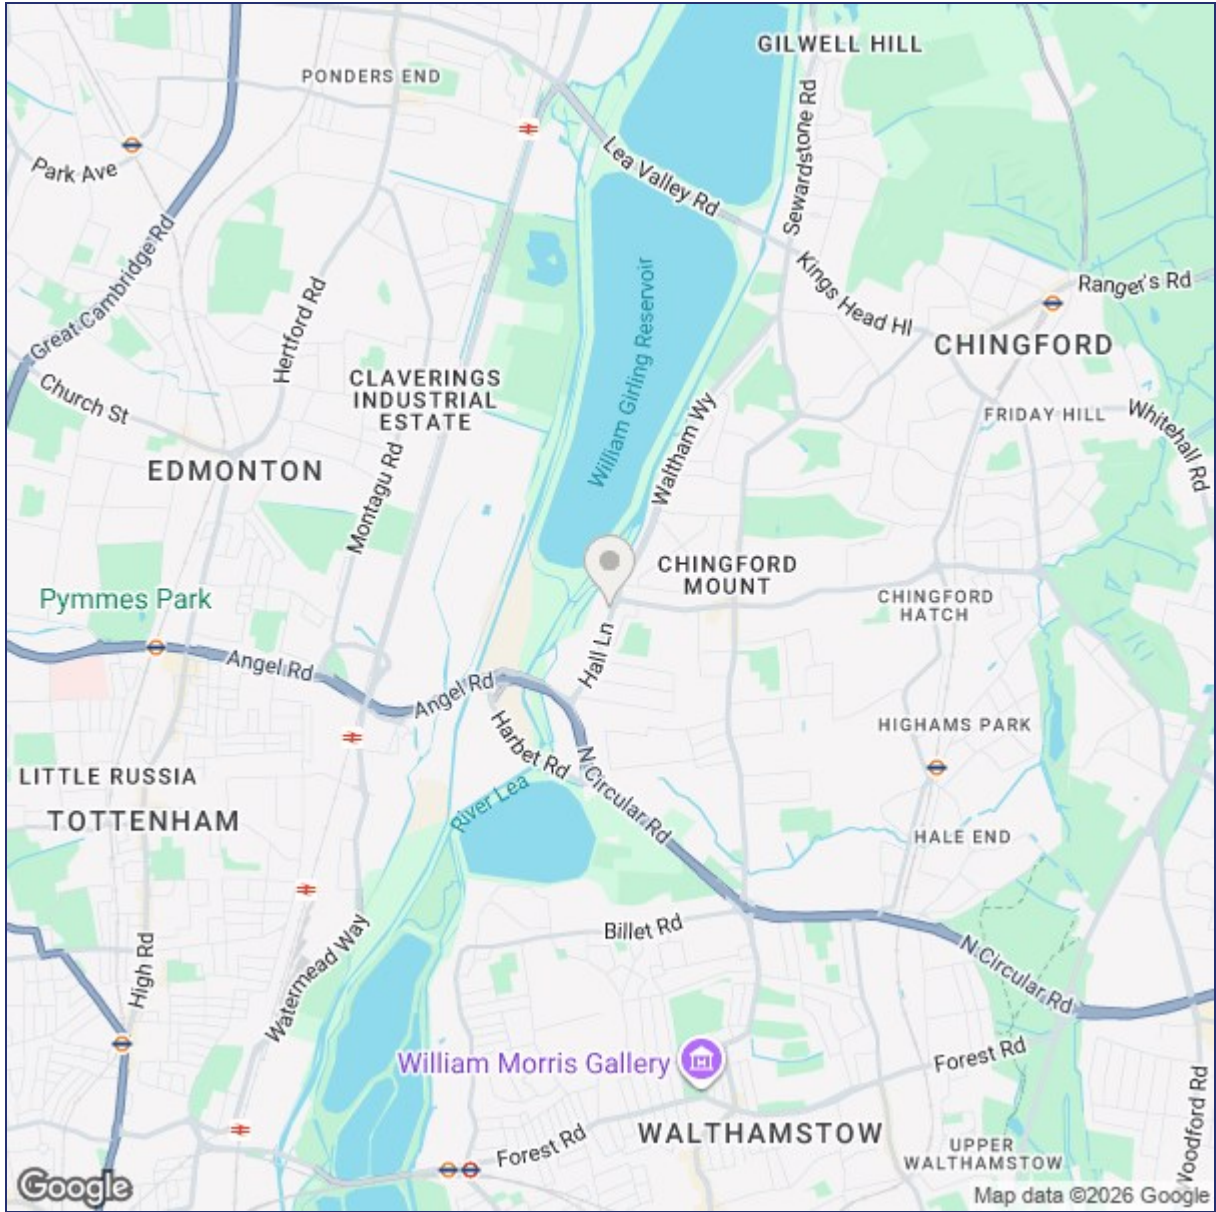 GILWELL HILL
PONDERS END
Sewardstone Rd
Lea Valley Rd
Park Ave
Great Cambridge Rd
Hertford Rd
William Girling Reservoir
Kings Head Hl
Ranger's Rd
CHINGFORD
Church St
CLAVERINGS
INDUSTRIAL
ESTATE
FRIDAY HILL
Whitehall Rd
Waltham Wy
EDMONTON
Montagu Rd
CHINGFORD
MOUNT
Pymmes Park
CHINGFORD
HATCH
Hall Ln
Angel Rd
Angel Rd
Harbet Rd
HIGHAMS PARK
N Circular Rd
LITTLE RUSSIA
TOTTENHAM
River Lea
HALE END
Billet Rd
High Rd
Watermead Way
N Circular Rd
William Morris Gallery
Forest Rd
Woodford Rd
WALTHAMSTOW
Forest Rd
UPPER
WALTHAMSTOW
Google
Map data ©2026 Google